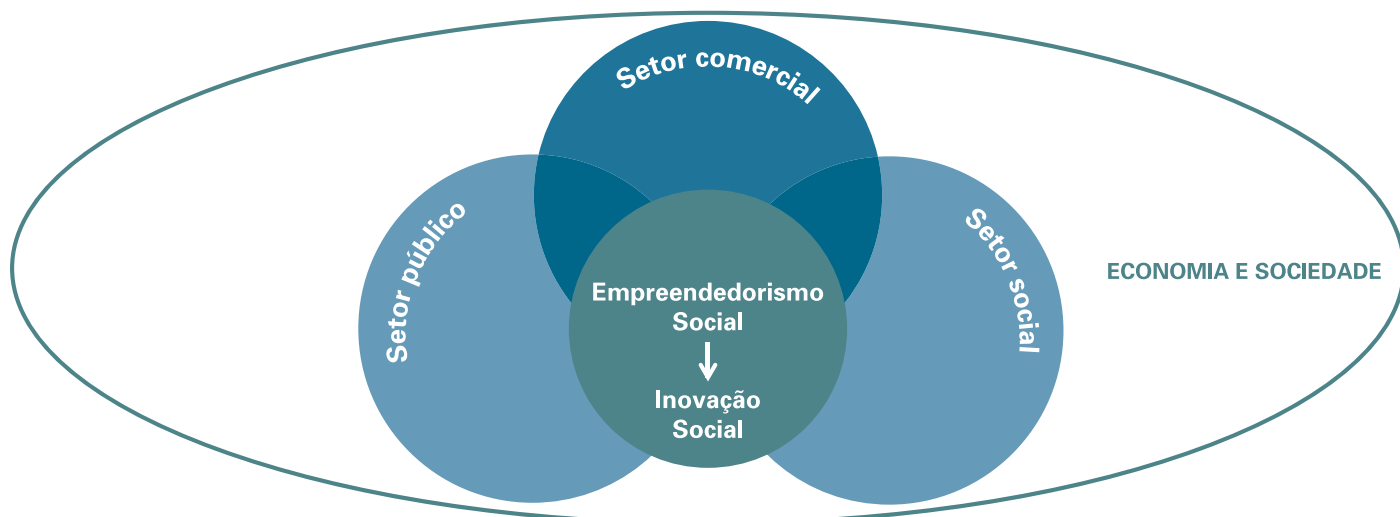 Setor comercial
Setor público
Setor social
ECONOMIA E SOCIEDADE
Empreendedorismo
Social
Inovação
Social